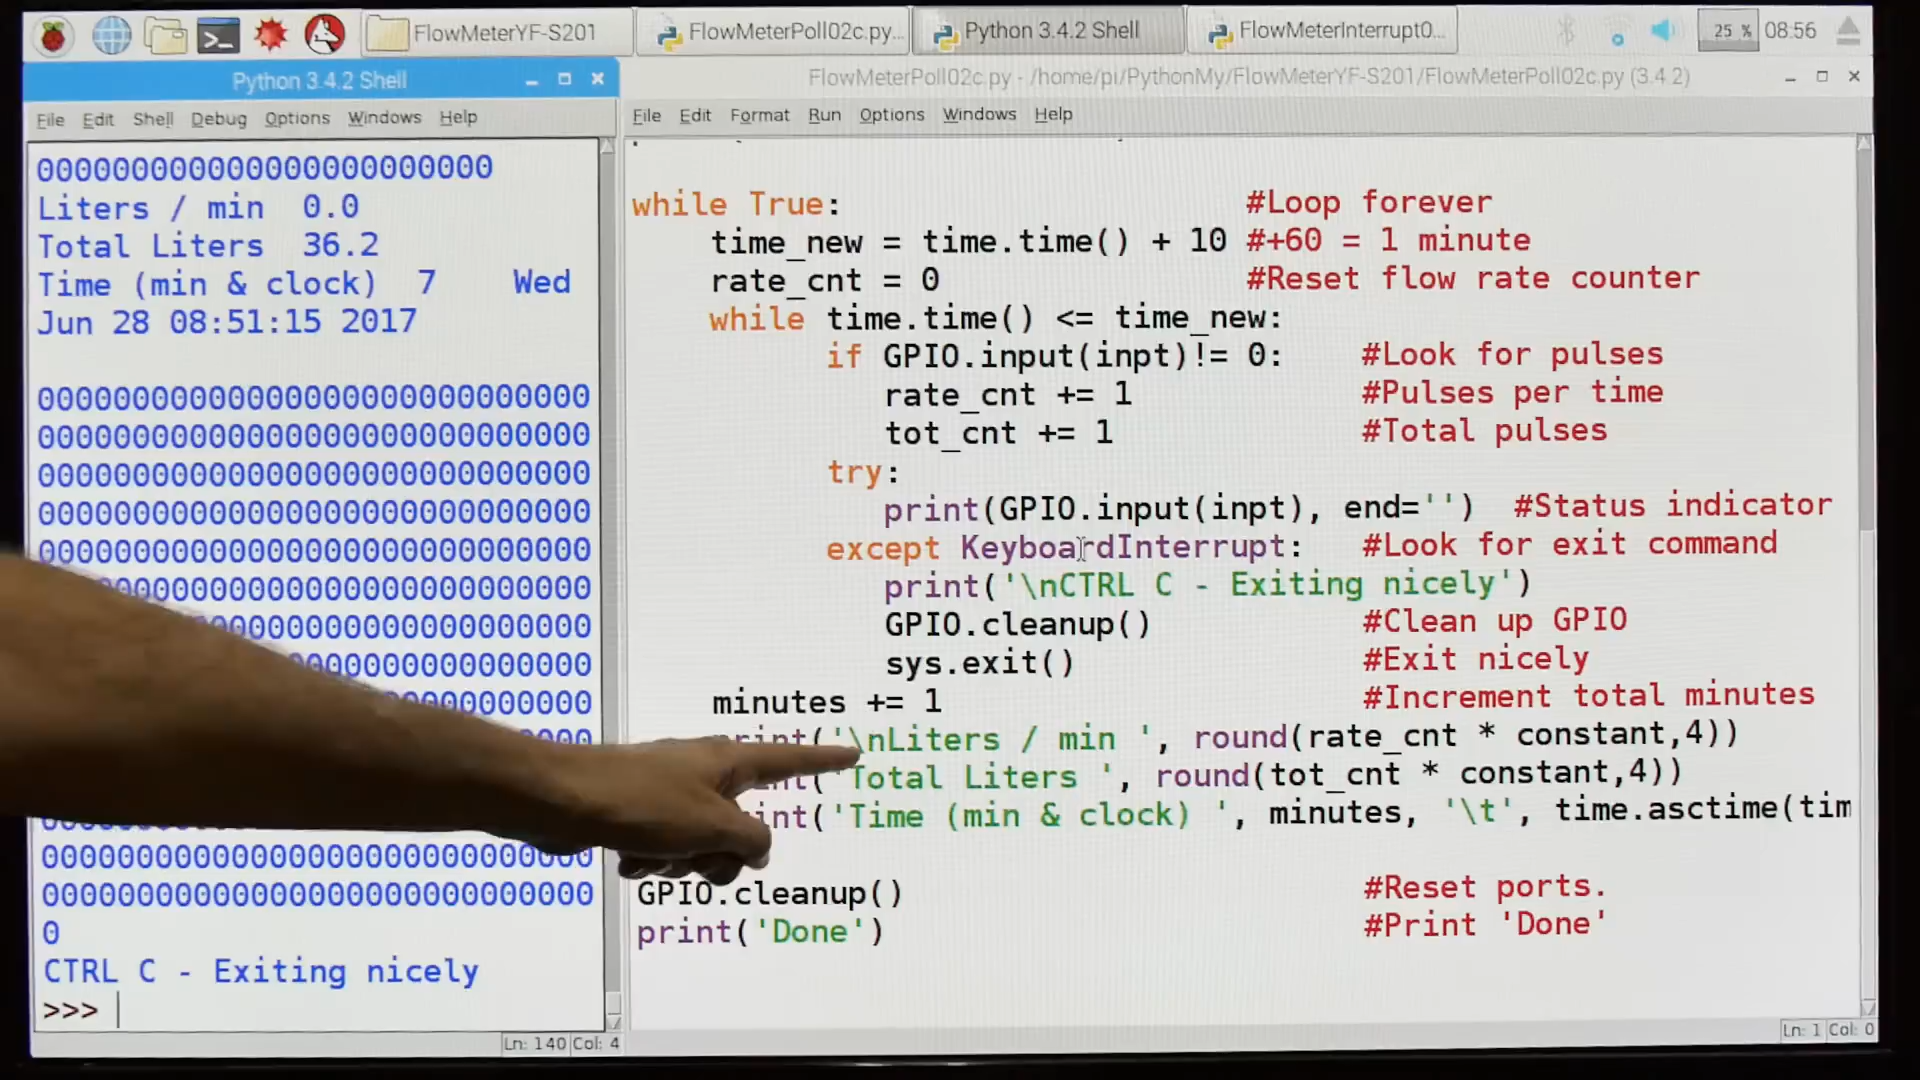 FlowMeterYF-S201
FlowMeterPoll02c.py...
Python 3.4.2 Shell
FlowMeterInterrupt0...
25 %
08:56
Python 3.4.2 Shell
File Edit Shell Debug Options Windows Help
000000000000000000000000
Liters / min  0.0
Total Liters  36.2
Time (min & clock)  7    Wed
Jun 28 08:51:15 2017
00000000000000000000000000000
00000000000000000000000000000
00000000000000000000000000000
00000000000000000000000000000
00000000000000000000000000000
00000000000000000000000000000
000000000000000000
0000000000000000
0000000000000
00000000000000000000000000000
00000000000000000000000000000
0
CTRL C - Exiting nicely
>>>
Ln: 140 Col: 4
FlowMeterPoll02c.py - /home/pi/PythonMy/FlowMeterYF-S201/FlowMeterPoll02c.py (3.4.2)
File Edit Format Run Options Windows Help
while True: #Loop forever
time_new = time.time() + 10 #+60 = 1 minute
rate_cnt = 0 #Reset flow rate counter
while time.time() <= time_new:
if GPIO.input(inpt)!= 0: #Look for pulses
rate_cnt += 1 #Pulses per time
tot_cnt += 1 #Total pulses
try:
print(GPIO.input(inpt), end='') #Status indicator
except KeyboardInterrupt: #Look for exit command
print('\nCTRL C - Exiting nicely')
GPIO.cleanup() #Clean up GPIO
sys.exit() #Exit nicely
minutes += 1 #Increment total minutes
print('\nLiters / min ', round(rate_cnt * constant,4))
'Total Liters ', round(tot_cnt * constant,4))
int('Time (min & clock) ', minutes, '\t', time.asctime(tim
GPIO.cleanup() #Reset ports.
print('Done') #Print 'Done'
Ln: 1 Col: 0